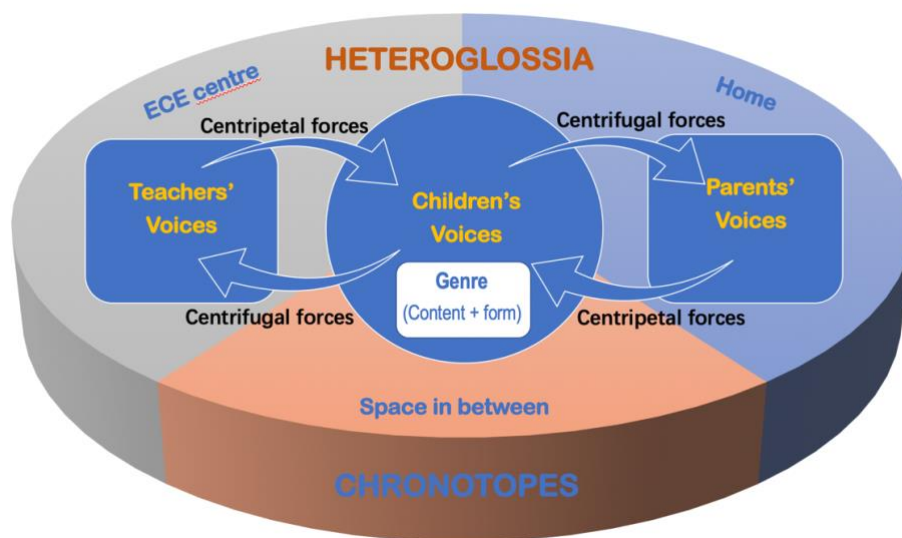 HETEROGLOSSIA
ECE centre
Home
Centripetal forces
Centrifugal forces
Teachers'
Voices
Children's
Voices
Parents'
Voices
Genre
(Content + form)
Centrifugal forces
Centripetal forces
Space in between
CHRONOTOPES